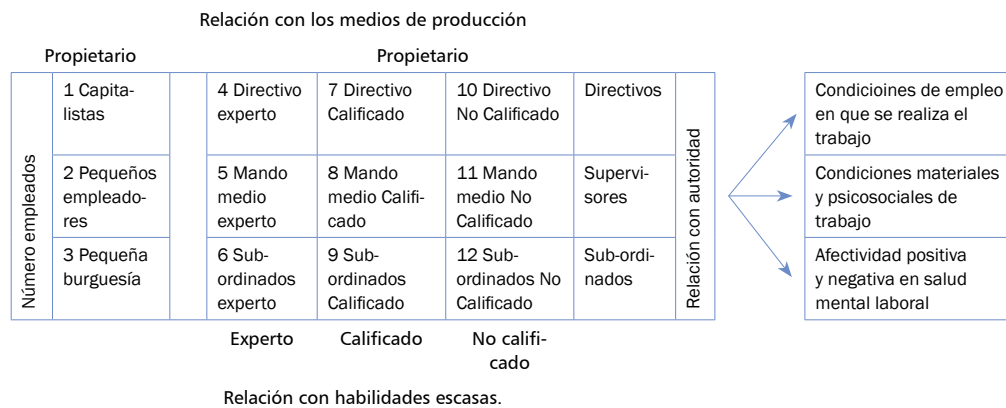 Relación con los medios de producción
Propietario
Propietario
Número empleados
1 Capita-
listas
4 Directivo
experto
7 Directivo
Calificado
10 Directivo
No Calificado
Directivos
2 Pequeños
empleado-
res
5 Mando
medio
experto
8 Mando
medio Califi-
cado
11 Mando
medio No
Calificado
Supervi-
sores
3 Pequeña
burguesía
6 Sub-
ordinados
experto
9 Sub-
ordinados
Calificado
12 Sub-
ordinados No
Calificado
Sub-ordi-
nados
Relación con autoridad
Condicioines de empleo
en que se realiza el
trabajo
Condiciones materiales
y psicosociales de
trabajo
Afectividad positiva
y negativa en salud
mental laboral
Experto
Calificado
No califi-
cado
Relación con habilidades escasas.